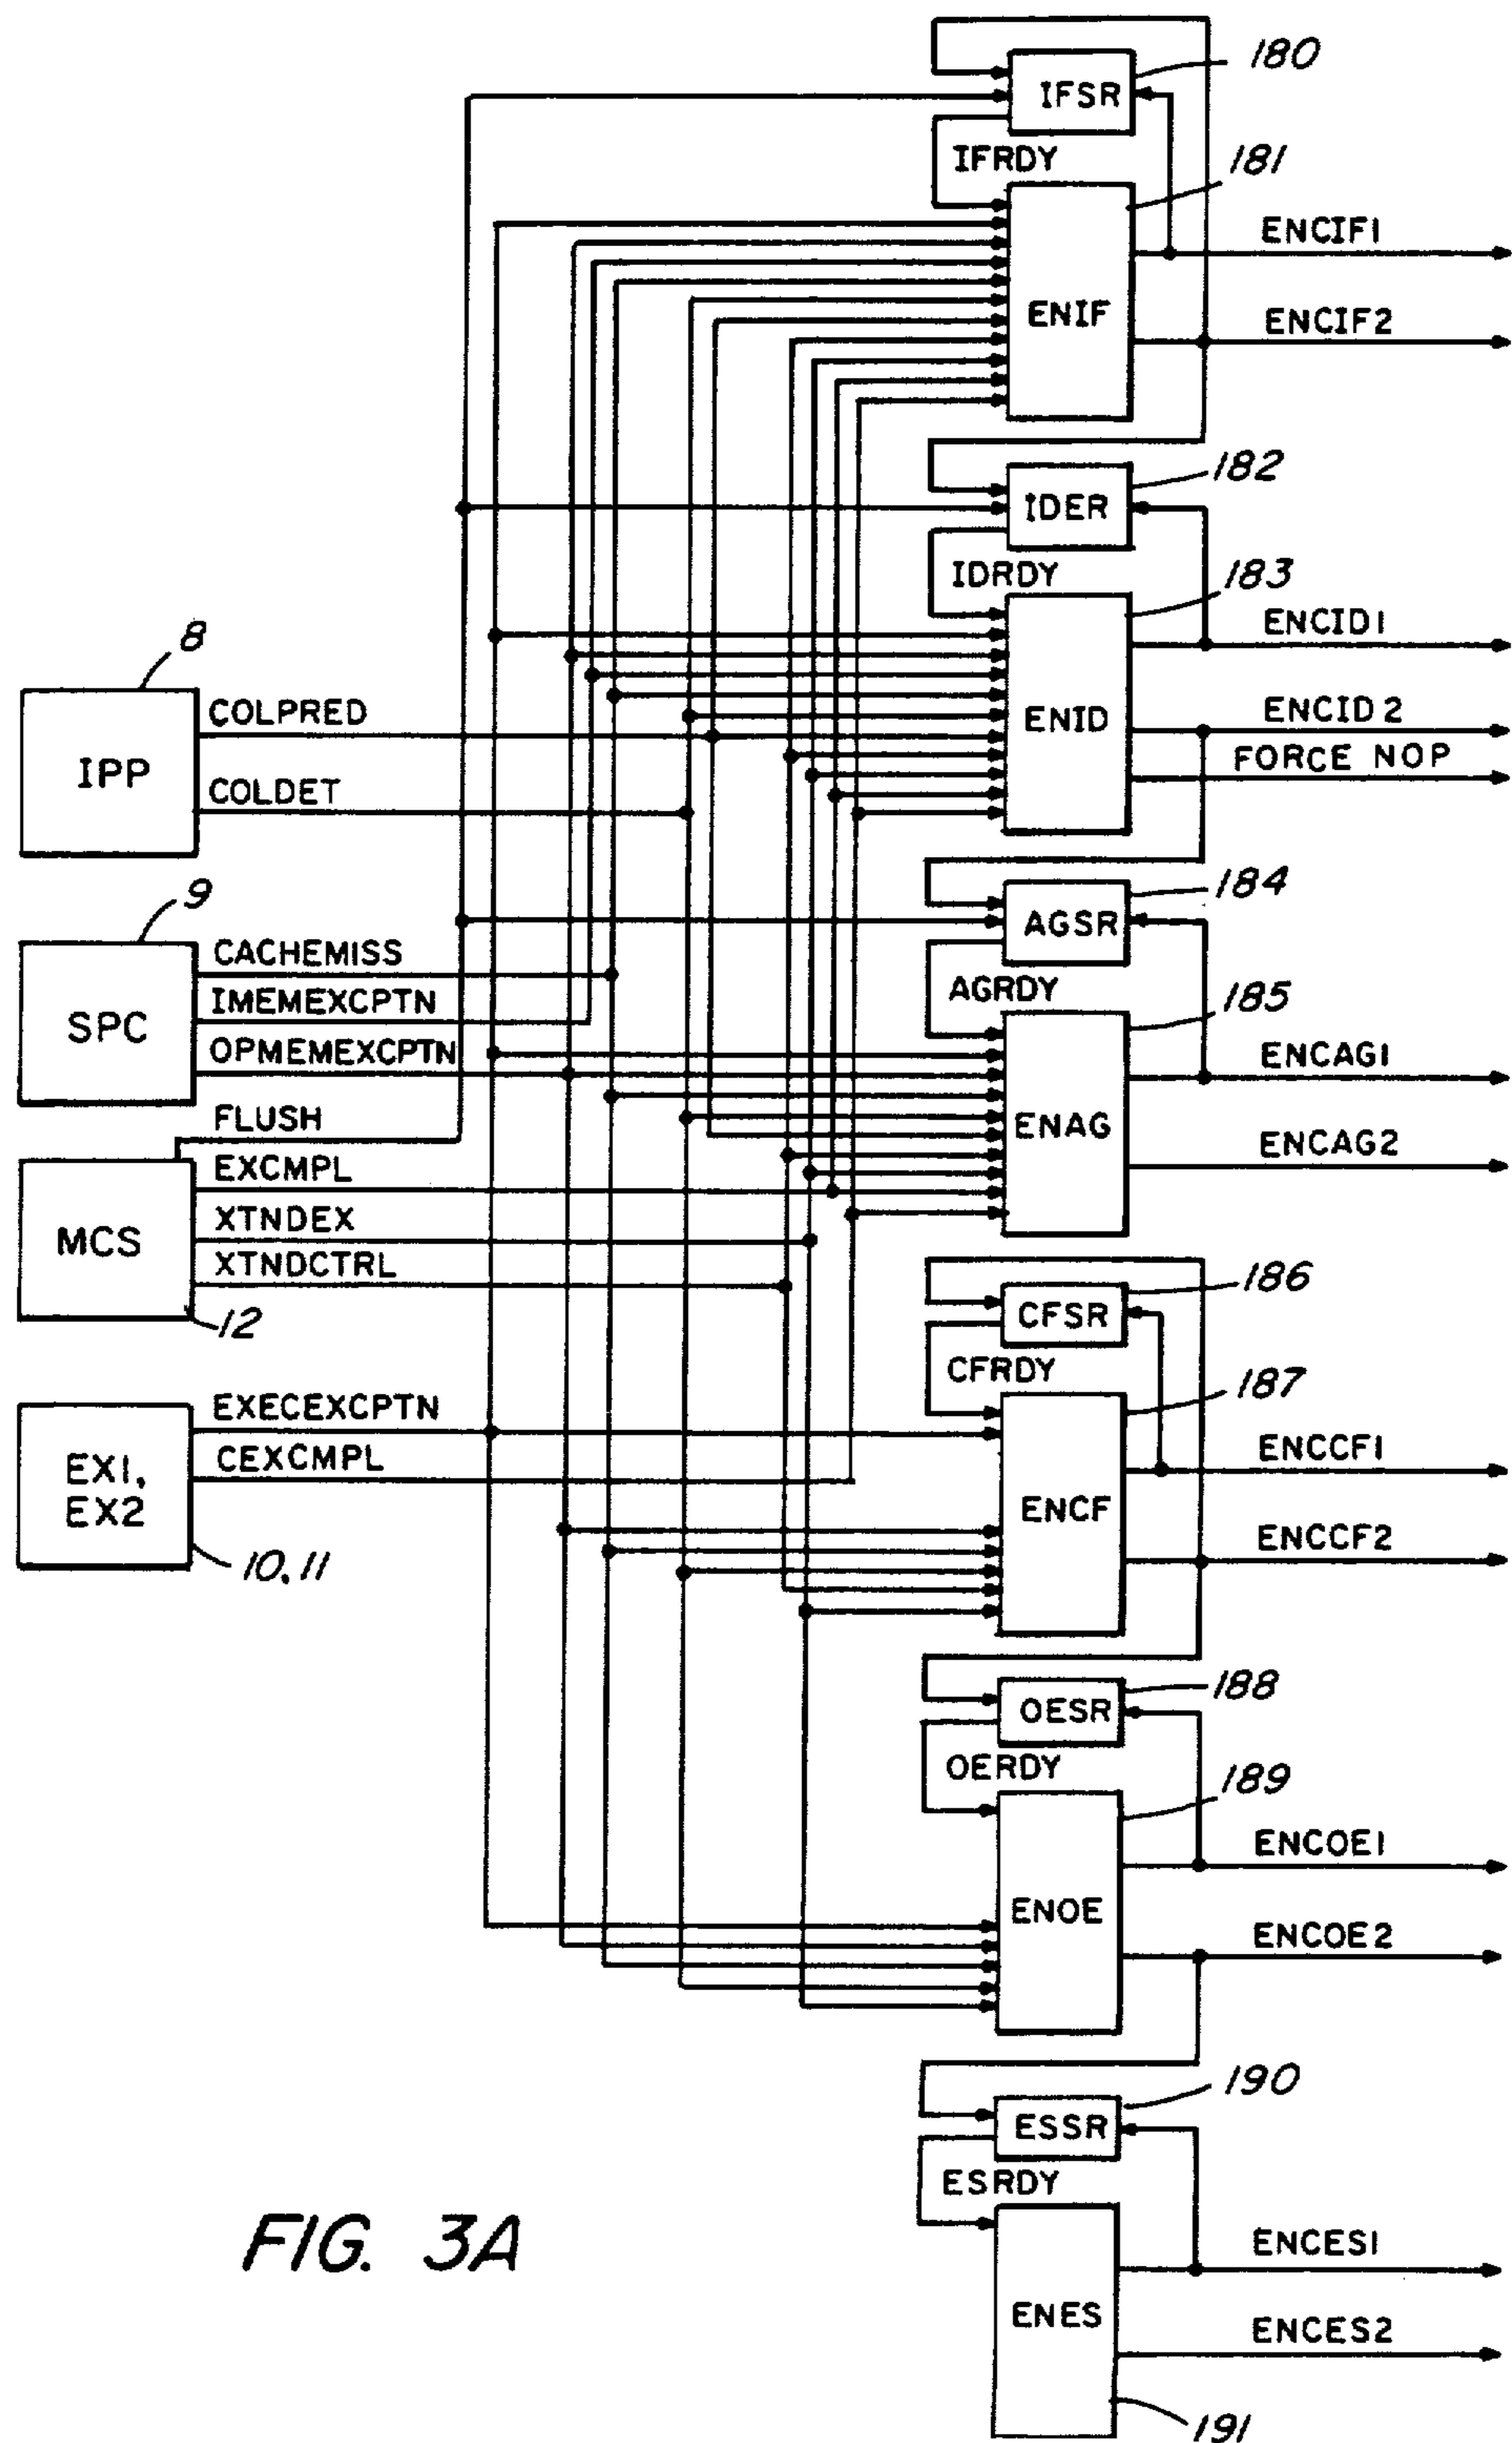 180
IFSR
IFRDY
181
ENCIF1
ENIF
ENCIF2
182
IDER
IDRDY
183
ENCID1
8
COLPRED
ENID
ENCID2
FORCE NOP
IPP
COLDET
184
9
AGSR
CACHEMISS
AGRDY
185
IMEMEXCPTN
SPC
OPMEMEXCPTN
ENCAG1
FLUSH
ENAG
ENCAG2
EXCMPL
XTNDEX
MCS
XTNDCTRL
186
12
CFSR
CFRDY
187
EXECEXCPTN
ENCCF1
CEXCMPL
EX1,
EX2
ENCF
ENCCF2
10,11
188
OESR
OERDY
189
ENCOE1
ENOE
ENCOE2
190
ESSR
ESRDY
FIG. 3A
ENCES1
ENES
ENCES2
191